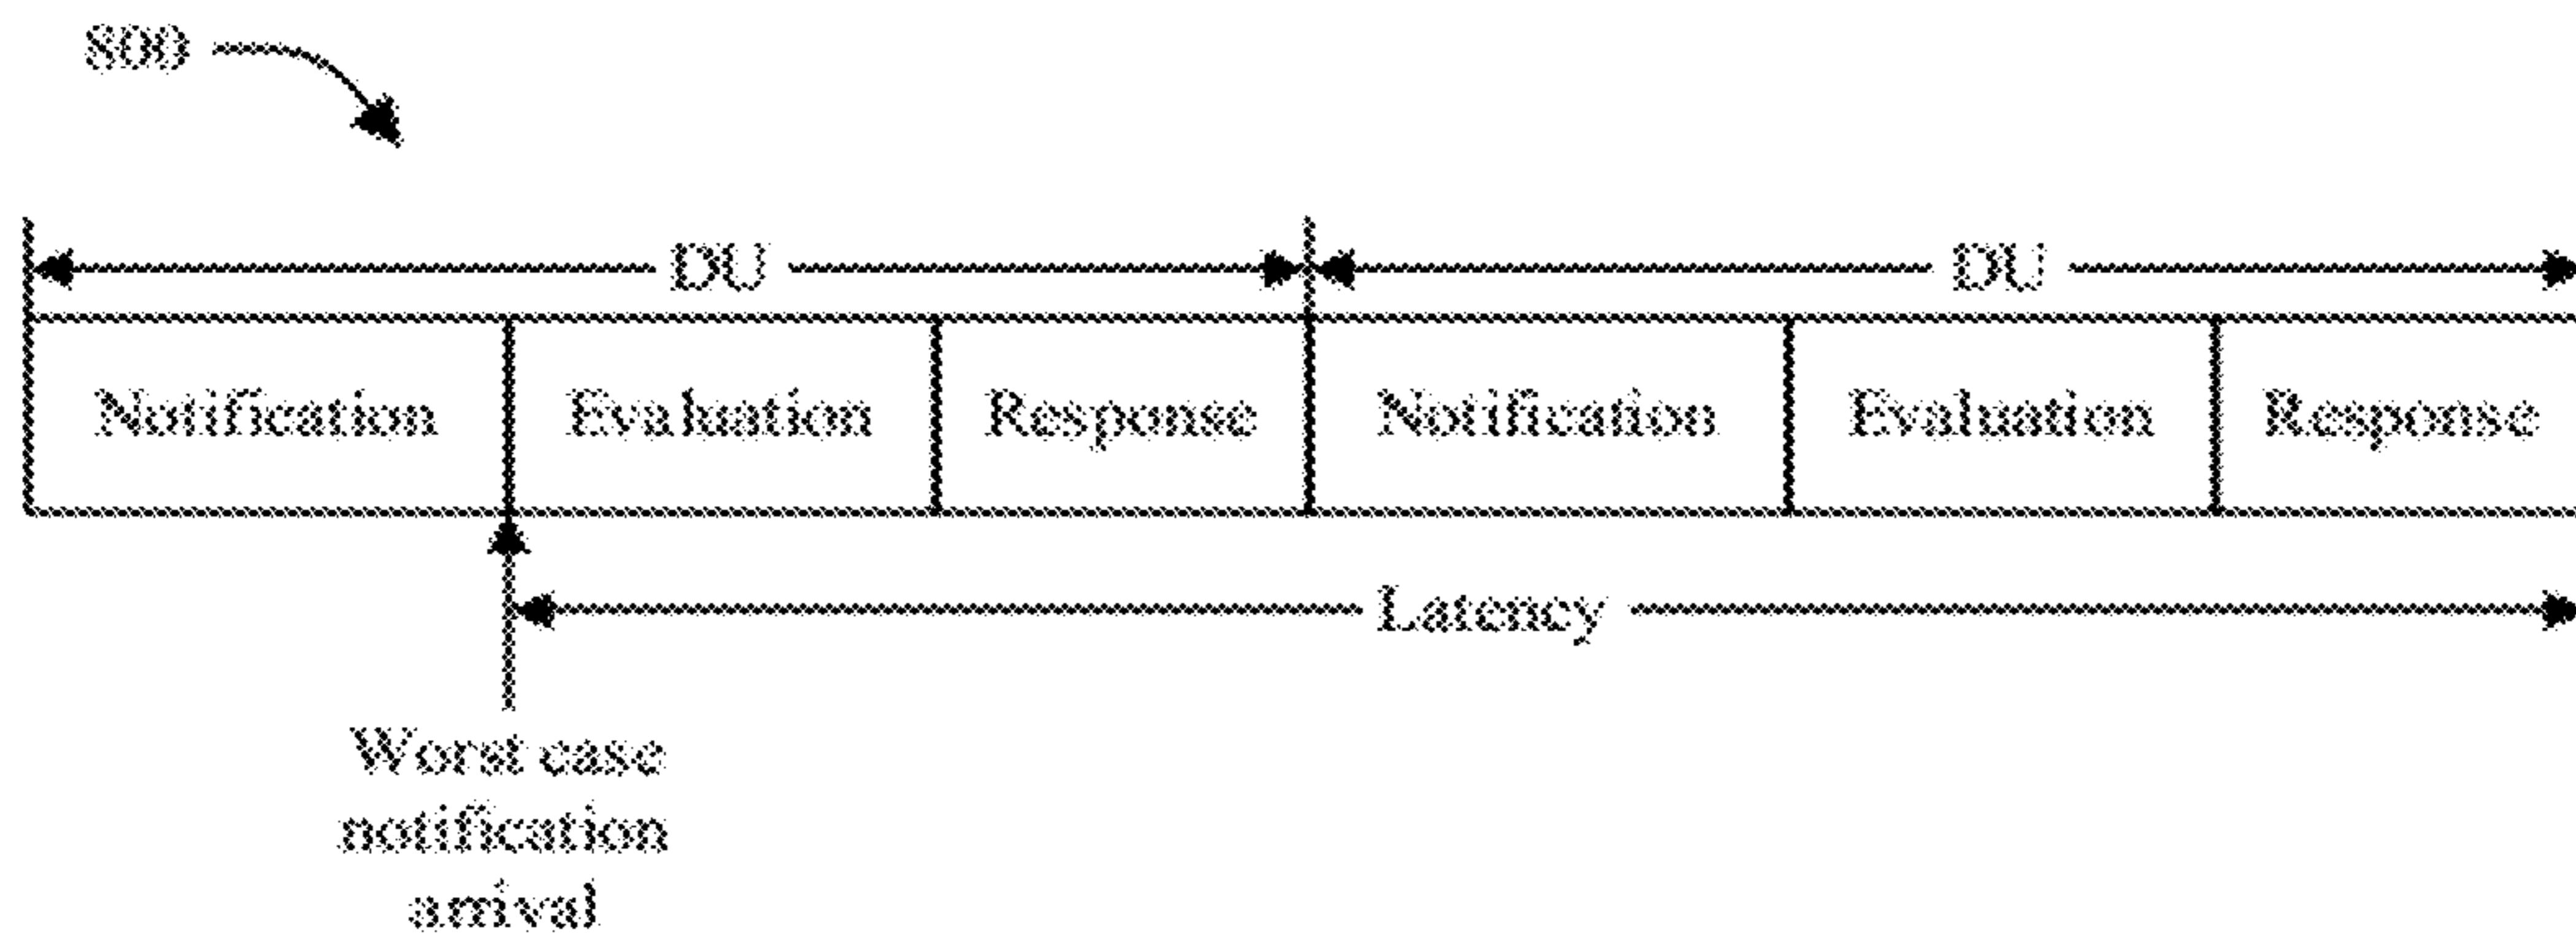 800
DU DU
Notification Evaluation Response Notification Evaluation Response
Latency
Worst case
notification
arrival